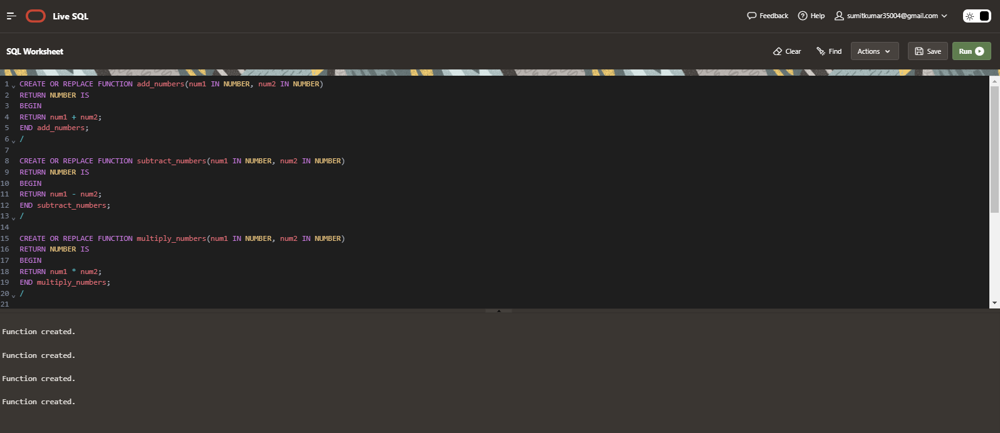 Live SQL
Feedback Help sumitkumar35004@gmail.com
SQL Worksheet
Clear Find Actions Save Run
1 CREATE OR REPLACE FUNCTION add_numbers(num1 IN NUMBER, num2 IN NUMBER)
2 RETURN NUMBER IS
3 BEGIN
4 RETURN num1 + num2;
5 END add_numbers;
6 /
7
8 CREATE OR REPLACE FUNCTION subtract_numbers(num1 IN NUMBER, num2 IN NUMBER)
9 RETURN NUMBER IS
10 BEGIN
11 RETURN num1 - num2;
12 END subtract_numbers;
13 /
14
15 CREATE OR REPLACE FUNCTION multiply_numbers(num1 IN NUMBER, num2 IN NUMBER)
16 RETURN NUMBER IS
17 BEGIN
18 RETURN num1 * num2;
19 END multiply_numbers;
20 /
21
Function created.
Function created.
Function created.
Function created.